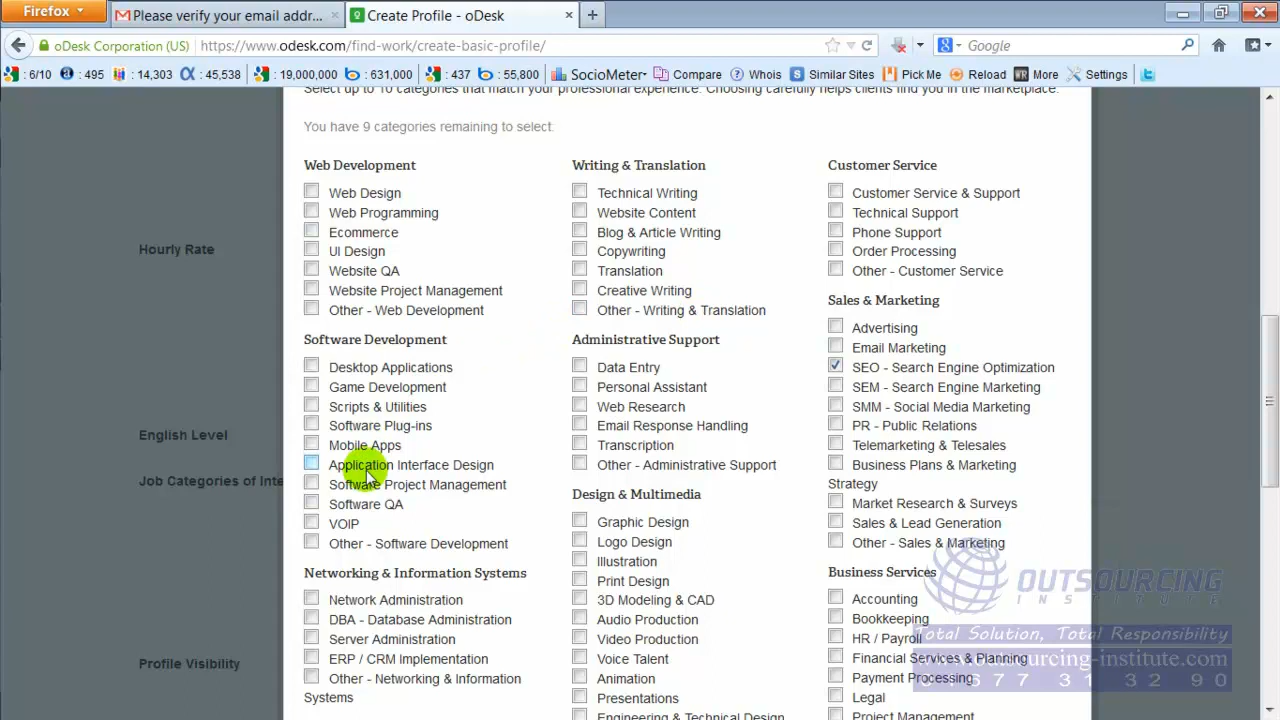 Firefox
Please verify your email addr...
Create Profile - oDesk
oDesk Corporation (US)
https://www.odesk.com/find-work/create-basic-profile/
Google
: 6/10
: 495
: 14,303
: 45,538
: 19,000,000
: 631,000
: 437
: 55,800
SocioMeter
Compare
Whois
Similar Sites
Pick Me
Reload
More
Settings
Select up to 10 categories that match your professional experience. Choosing carefully helps clients find you in the marketplace.
You have 9 categories remaining to select:
Web Development
Web Design
Web Programming
Ecommerce
UI Design
Website QA
Website Project Management
Other - Web Development
Software Development
Desktop Applications
Game Development
Scripts & Utilities
Software Plug-ins
Mobile Apps
Application Interface Design
Software Project Management
Software QA
VOIP
Other - Software Development
Networking & Information Systems
Network Administration
DBA - Database Administration
Server Administration
ERP / CRM Implementation
Other - Networking & Information
Systems
Writing & Translation
Technical Writing
Website Content
Blog & Article Writing
Copywriting
Translation
Creative Writing
Other - Writing & Translation
Administrative Support
Data Entry
Personal Assistant
Web Research
Email Response Handling
Transcription
Other - Administrative Support
Design & Multimedia
Graphic Design
Logo Design
Illustration
Print Design
3D Modeling & CAD
Audio Production
Video Production
Voice Talent
Animation
Presentations
Engineering & Technical Design
Customer Service
Customer Service & Support
Technical Support
Phone Support
Order Processing
Other - Customer Service
Sales & Marketing
Advertising
Email Marketing
SEO - Search Engine Optimization
SEM - Search Engine Marketing
SMM - Social Media Marketing
PR - Public Relations
Telemarketing & Telesales
Business Plans & Marketing
Strategy
Market Research & Surveys
Sales & Lead Generation
Other - Sales & Marketing
Business Services
Accounting
Bookkeeping
HR / Payroll
Financial Services & Planning
Payment Processing
Legal
Project Management
Hourly Rate
English Level
Job Categories of Inte
Profile Visibility
OUTSOURCING
INSTITUTE
Total Solution, Total Responsibility
www.outsourcing-institute.com
01677 31 32 90